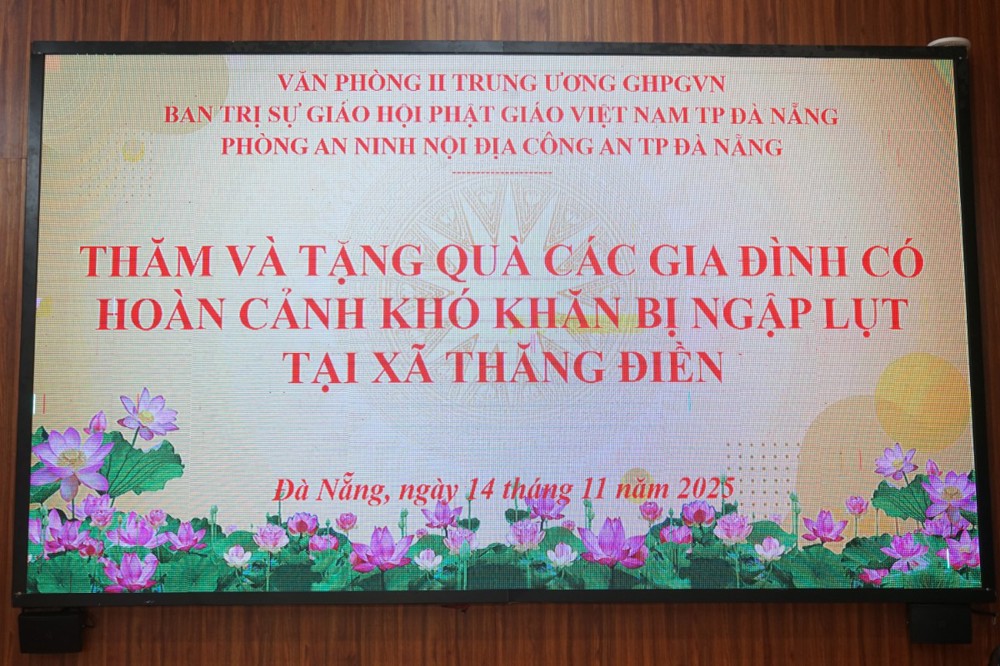 VĂN PHÒNG II TRUNG ƯƠNG GHPGVN
BAN TRỊ SỰ GIÁO HỘI PHẬT GIÁO VIỆT NAM TP ĐÀ NẴNG
PHÒNG AN NINH NỘI ĐỊA CÔNG AN TP ĐÀ NẴNG
--------------------
THĂM VÀ TẶNG QUÀ CÁC GIA ĐÌNH CÓ
HOÀN CẢNH KHÓ KHĂN BỊ NGẬP LỤT
TẠI XÃ THĂNG ĐIỀN
Đà Nẵng, ngày 14 tháng 11 năm 2025